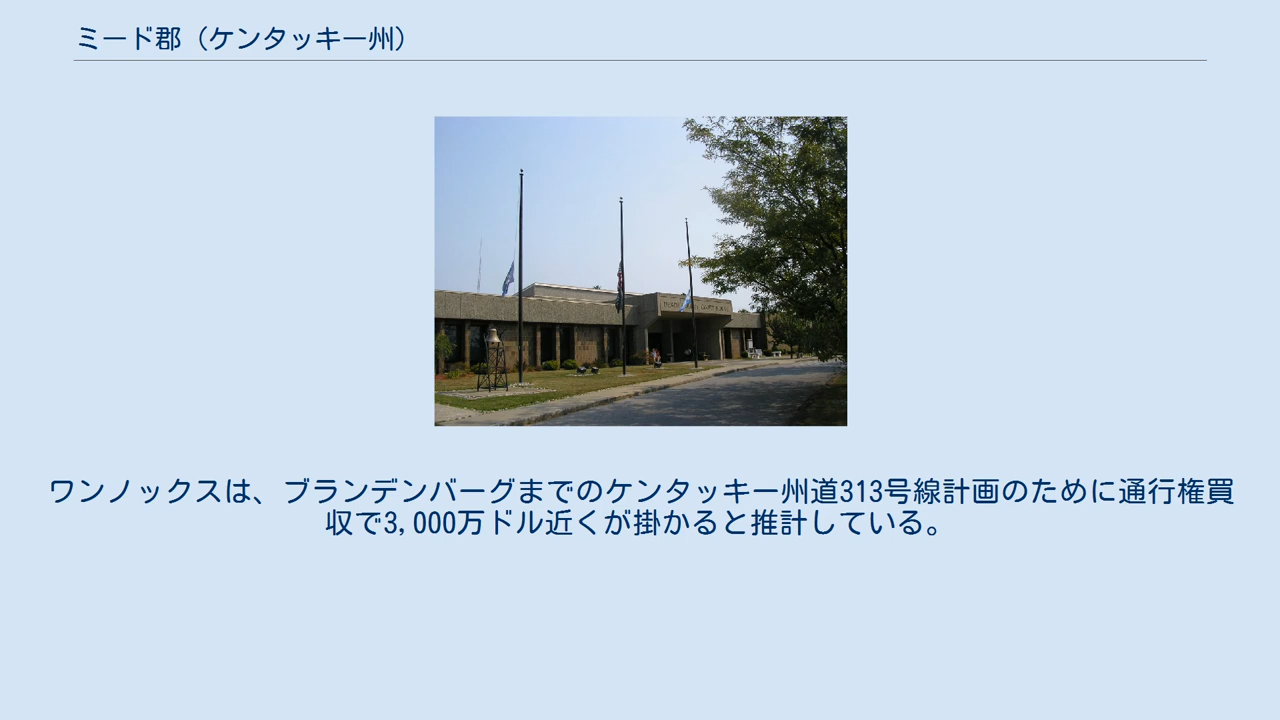 ミード郡（ケンタッキー州）
ワンノックスは、ブランデンバーグまでのケンタッキー州道313号線計画のために通行権買
収で3,000万ドル近くが掛かると推計している。